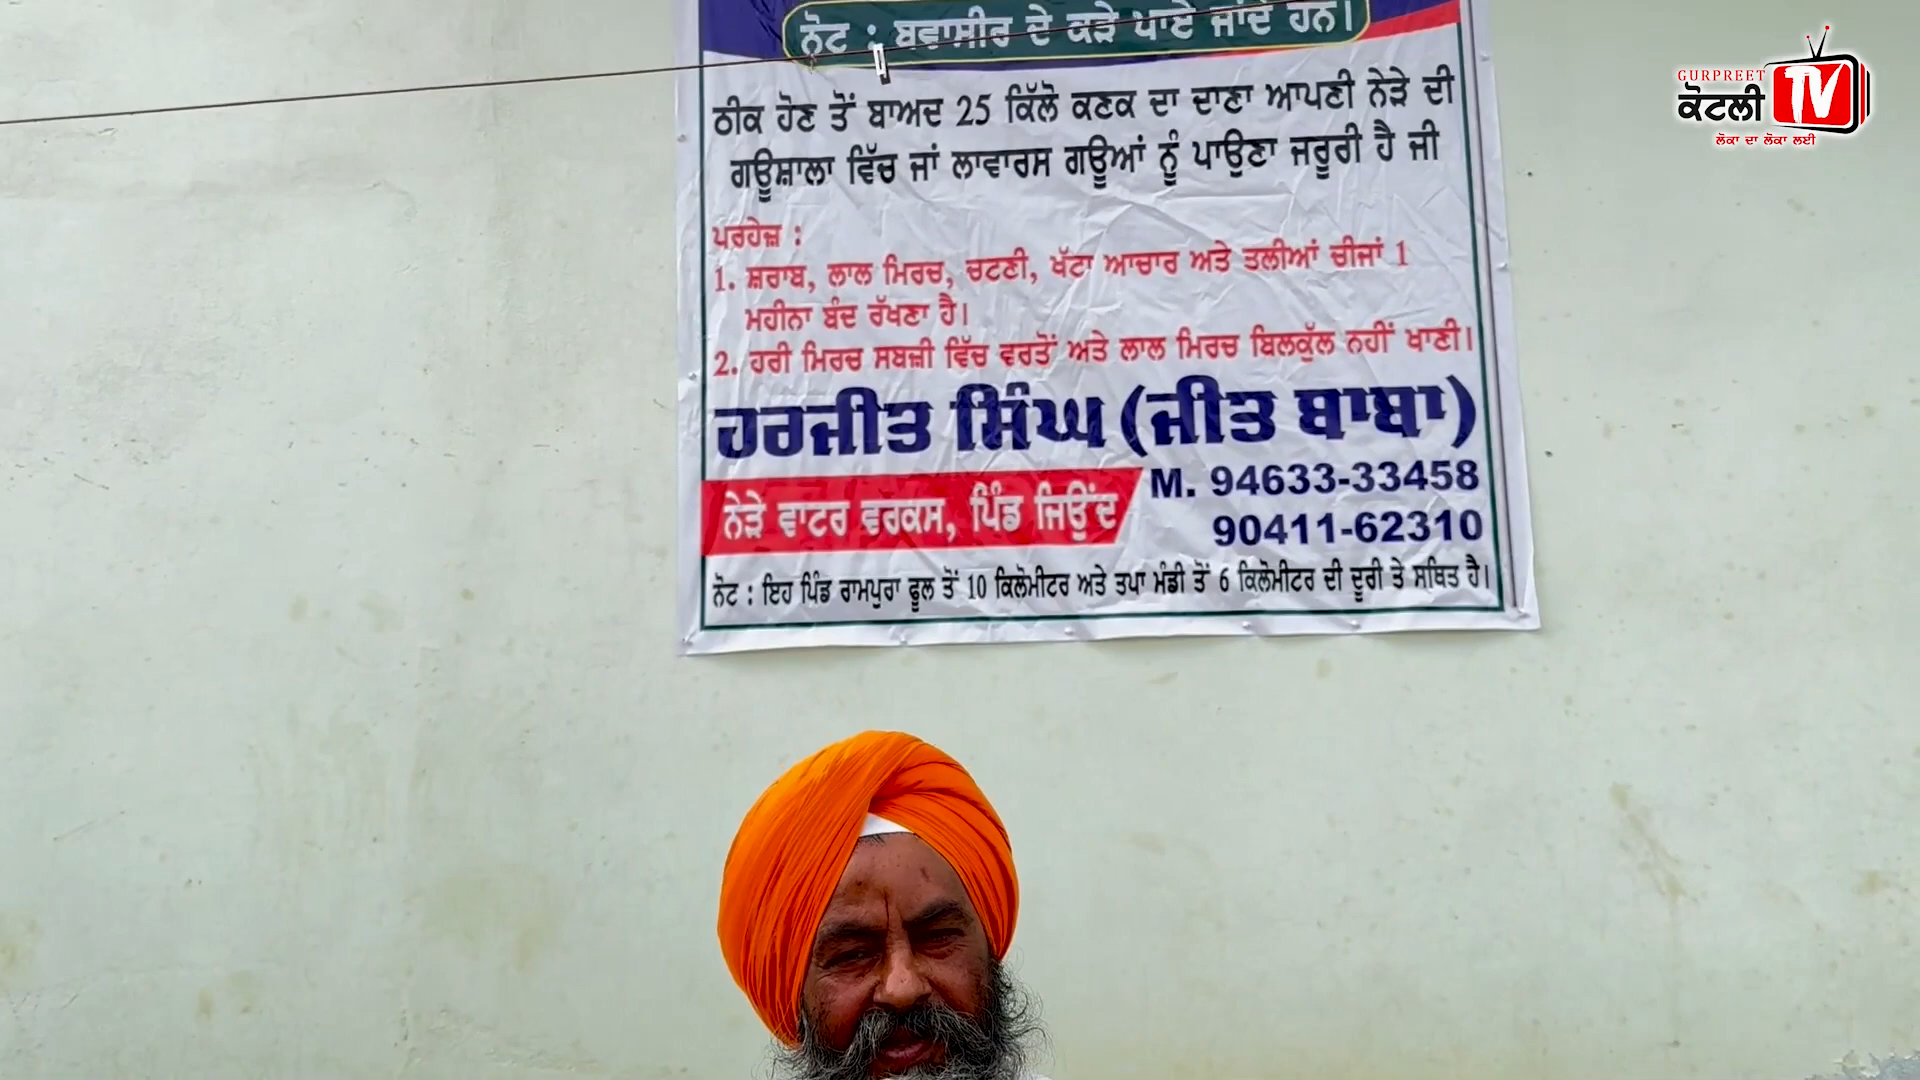 ਨੋਟ : ਬਵਾਸੀਰ ਦੇ ਕੜੇ ਪਾਏ ਜਾਂਦੇ ਹਨ।
ਠੀਕ ਹੋਣ ਤੋਂ ਬਾਅਦ 25 ਕਿੱਲੋ ਕਣਕ ਦਾ ਦਾਣਾ ਆਪਣੀ ਨੇੜੇ ਦੀ
ਗਊਸ਼ਾਲਾ ਵਿੱਚ ਜਾਂ ਲਾਵਾਰਸ ਗਊਆਂ ਨੂੰ ਪਾਉਣਾ ਜਰੂਰੀ ਹੈ ਜੀ
ਪਰਹੇਜ਼ :
1. ਸ਼ਰਾਬ, ਲਾਲ ਮਿਰਚ, ਚਟਣੀ, ਖੱਟਾ ਆਚਾਰ ਅਤੇ ਤਲੀਆਂ ਚੀਜਾਂ 1
ਮਹੀਨਾ ਬੰਦ ਰੱਖਣਾ ਹੈ।
2. ਹਰੀ ਮਿਰਚ ਸਬਜ਼ੀ ਵਿੱਚ ਵਰਤੋਂ ਅਤੇ ਲਾਲ ਮਿਰਚ ਬਿਲਕੁੱਲ ਨਹੀਂ ਖਾਣੀ।
ਹਰਜੀਤ ਸਿੰਘ (ਜੀਤ ਬਾਬਾ)
ਨੇੜੇ ਵਾਟਰ ਵਰਕਸ, ਪਿੰਡ ਜਿਉਂਦ
M. 94633-33458
90411-62310
ਨੋਟ : ਇਹ ਪਿੰਡ ਰਾਮਪੁਰਾ ਫੂਲ ਤੋਂ 10 ਕਿਲੋਮੀਟਰ ਅਤੇ ਤਪਾ ਮੰਡੀ ਤੋਂ 6 ਕਿਲੋਮੀਟਰ ਦੀ ਦੂਰੀ ਤੇ ਸਥਿਤ ਹੈ।
GURPREET
ਕੋਟਲੀ TV
ਲੋਕਾ ਦਾ ਲੋਕਾ ਲਈ